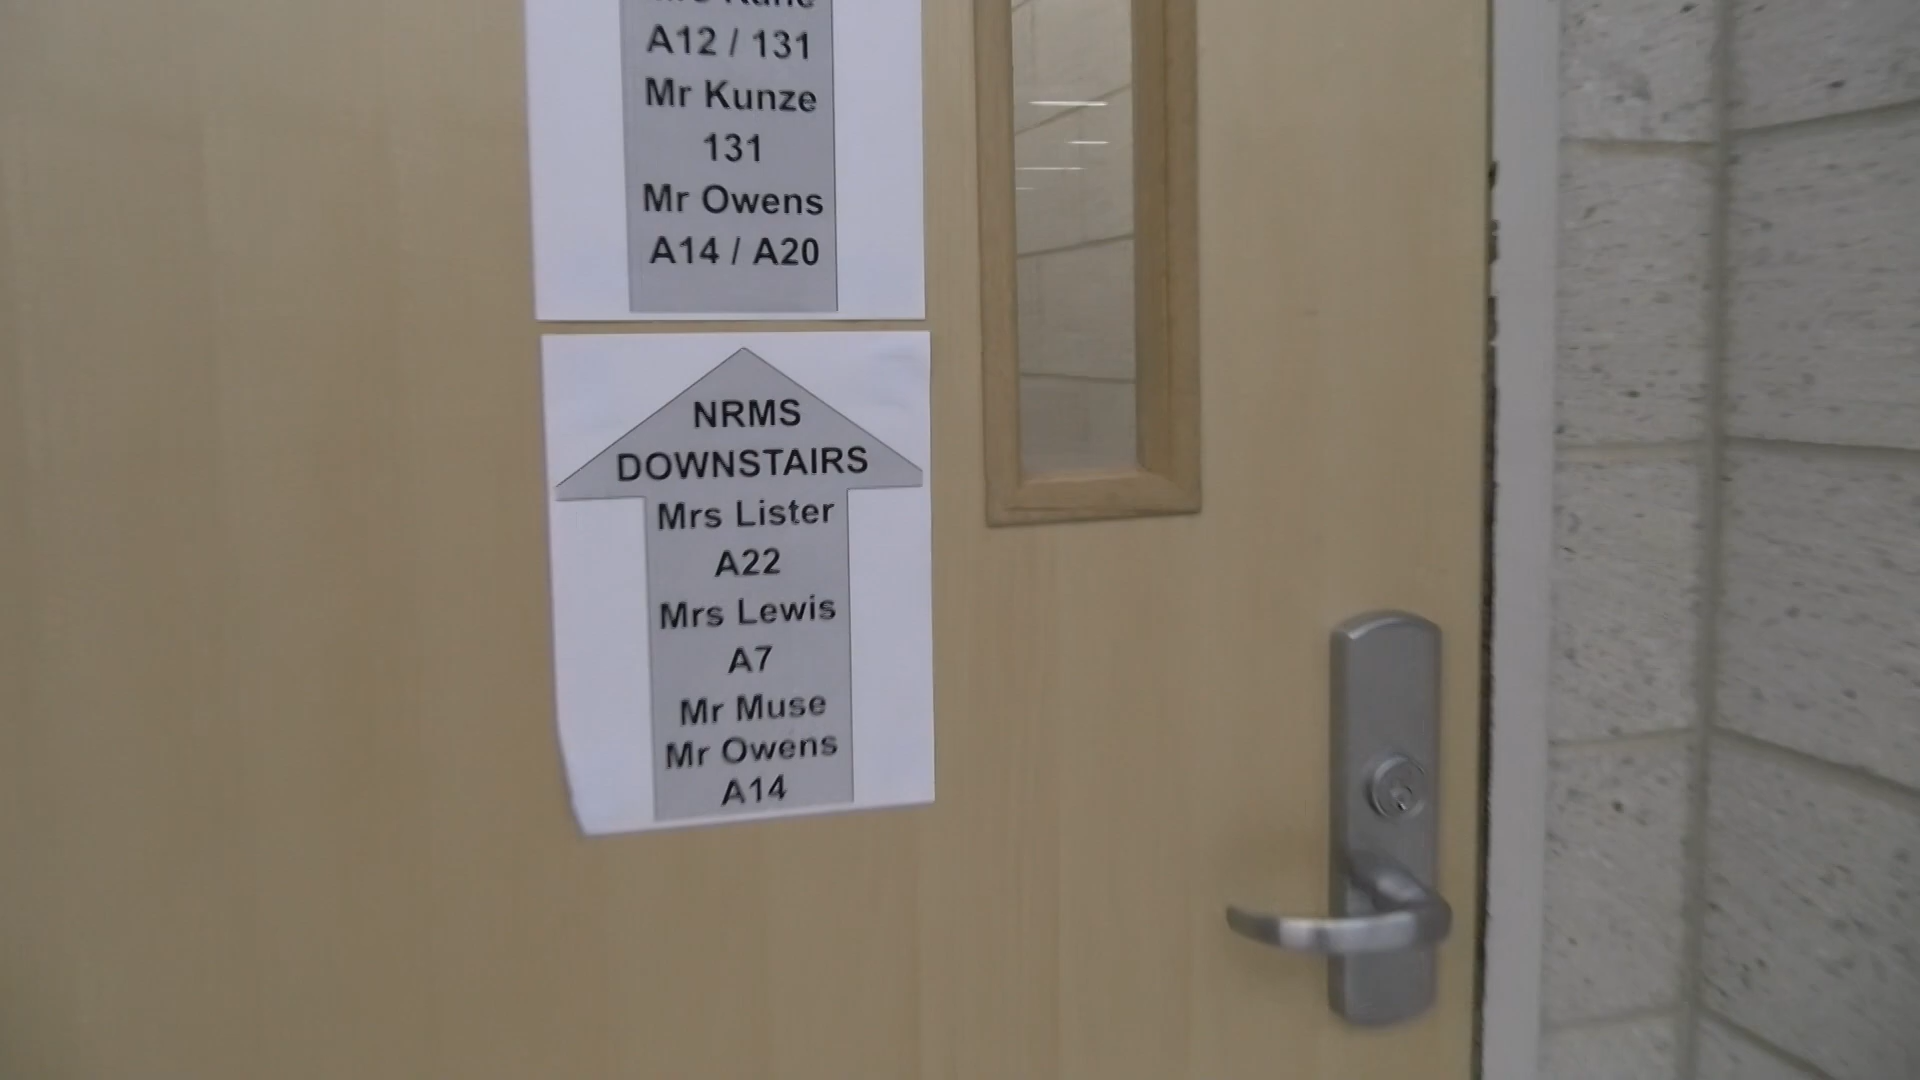 A12 / 131
Mr Kunze
131
Mr Owens
A14 / A20
NRMS
DOWNSTAIRS
Mrs Lister
A22
Mrs Lewis
A7
Mr Muse
Mr Owens
A14